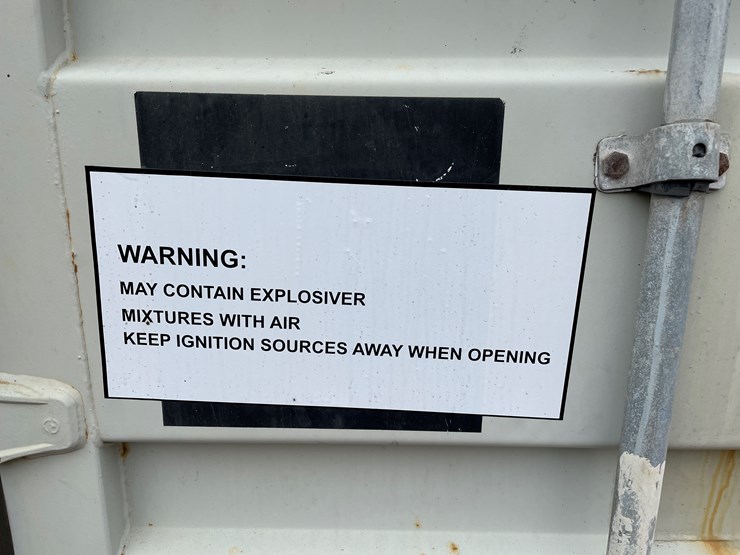 WARNING:
MAY CONTAIN EXPLOSIVER
MIXTURES WITH AIR
KEEP IGNITION SOURCES AWAY WHEN OPENING